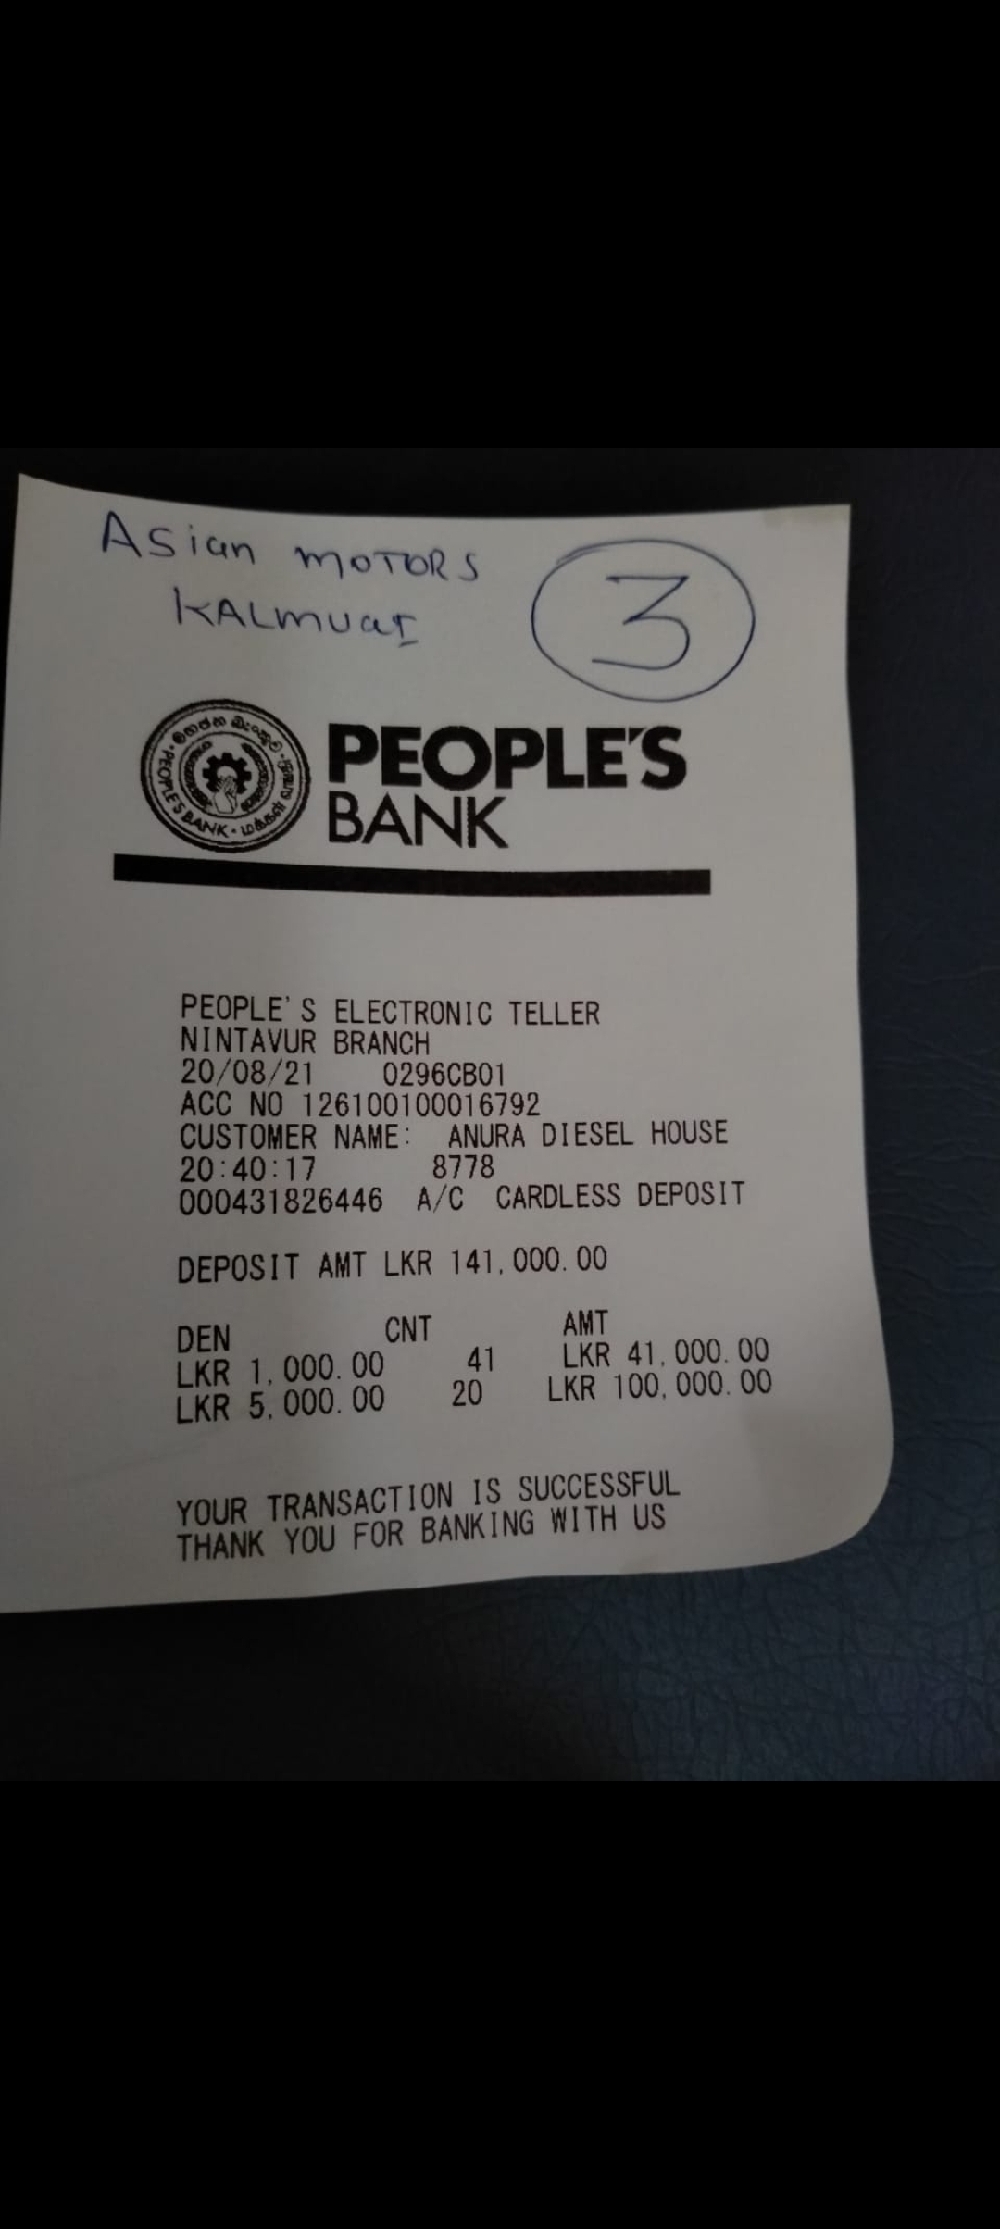 Asian MOTORS
KALMUAI
3
PEOPLE'S
BANK
PEOPLE'S BANK
PEOPLE'S ELECTRONIC TELLER
NINTAVUR BRANCH
20/08/21 0296CB01
ACC NO 126100100016792
CUSTOMER NAME: ANURA DIESEL HOUSE
20:40:17 8778
000431826446 A/C CARDLESS DEPOSIT
DEPOSIT AMT LKR 141,000.00
DEN CNT AMT
LKR 1,000.00 41 LKR 41,000.00
LKR 5,000.00 20 LKR 100,000.00
YOUR TRANSACTION IS SUCCESSFUL
THANK YOU FOR BANKING WITH US